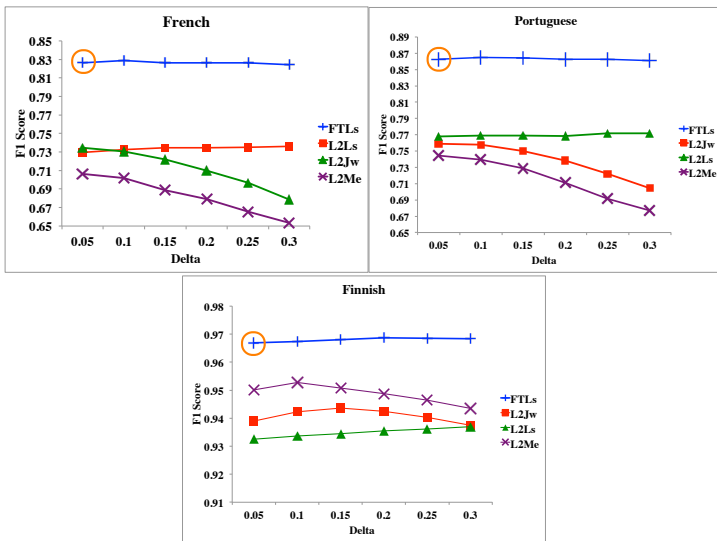 French
0.85
0.83
0.81
0.79
0.77
0.75
0.73
0.71
0.69
0.67
0.65
F1 Score
0.05 0.1 0.15 0.2 0.25 0.3
Delta
FTLs
L2Ls
L2Jw
L2Me
Portuguese
0.89
0.87
0.85
0.83
0.81
0.79
0.77
0.75
0.73
0.71
0.69
0.67
0.65
F1 Score
0.05 0.1 0.15 0.2 0.25 0.3
Delta
FTLs
L2Jw
L2Ls
L2Me
Finnish
0.98
0.97
0.96
0.95
0.94
0.93
0.92
0.91
F1 Score
0.05 0.1 0.15 0.2 0.25 0.3
Delta
FTLs
L2Jw
L2Ls
L2Me